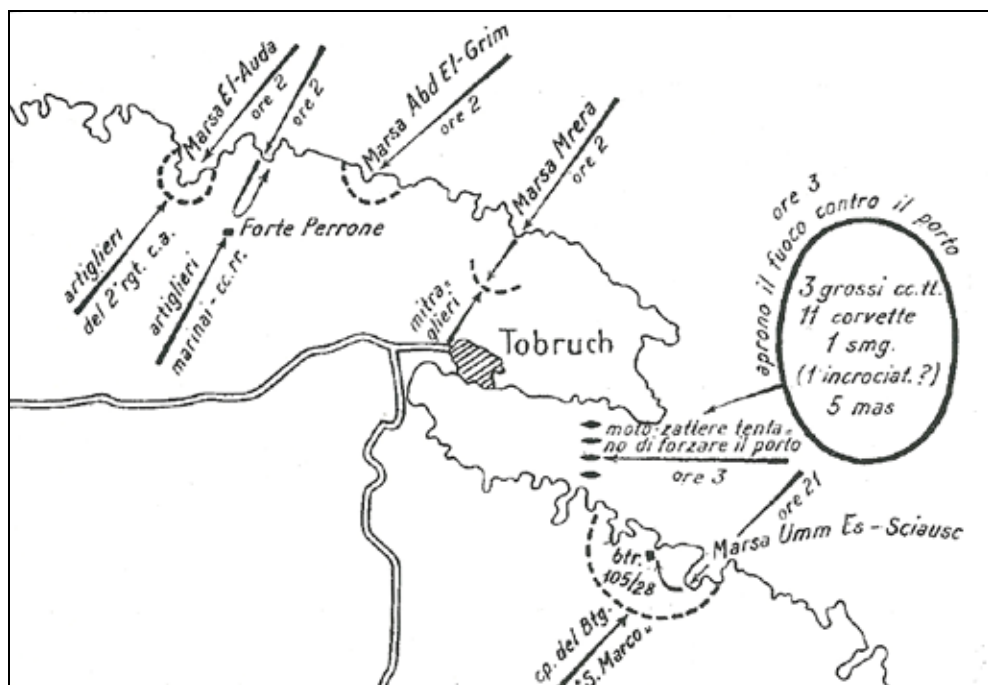 Marsa El-Auda
ore 2
ore 2
Marsa Abd El-Grim
ore 2
Marsa Mrera
ore 2
artiglieri
del 2° rgt. c.a.
Forte Perrone
artiglieri
marinai - cc.rr.
1
mitra=
glieri
Tobruch
ore 3
aprono il fuoco contro il porto
3 grossi cc.tt.
11 corvette
1 smg.
(1 incrociat.?)
5 mas
moto-zattere tenta=
no di forzare il porto
ore 3
ore 21
Marsa Umm Es-Sciausc
btr.
105/28
cp. del Btg.
"S. Marco"